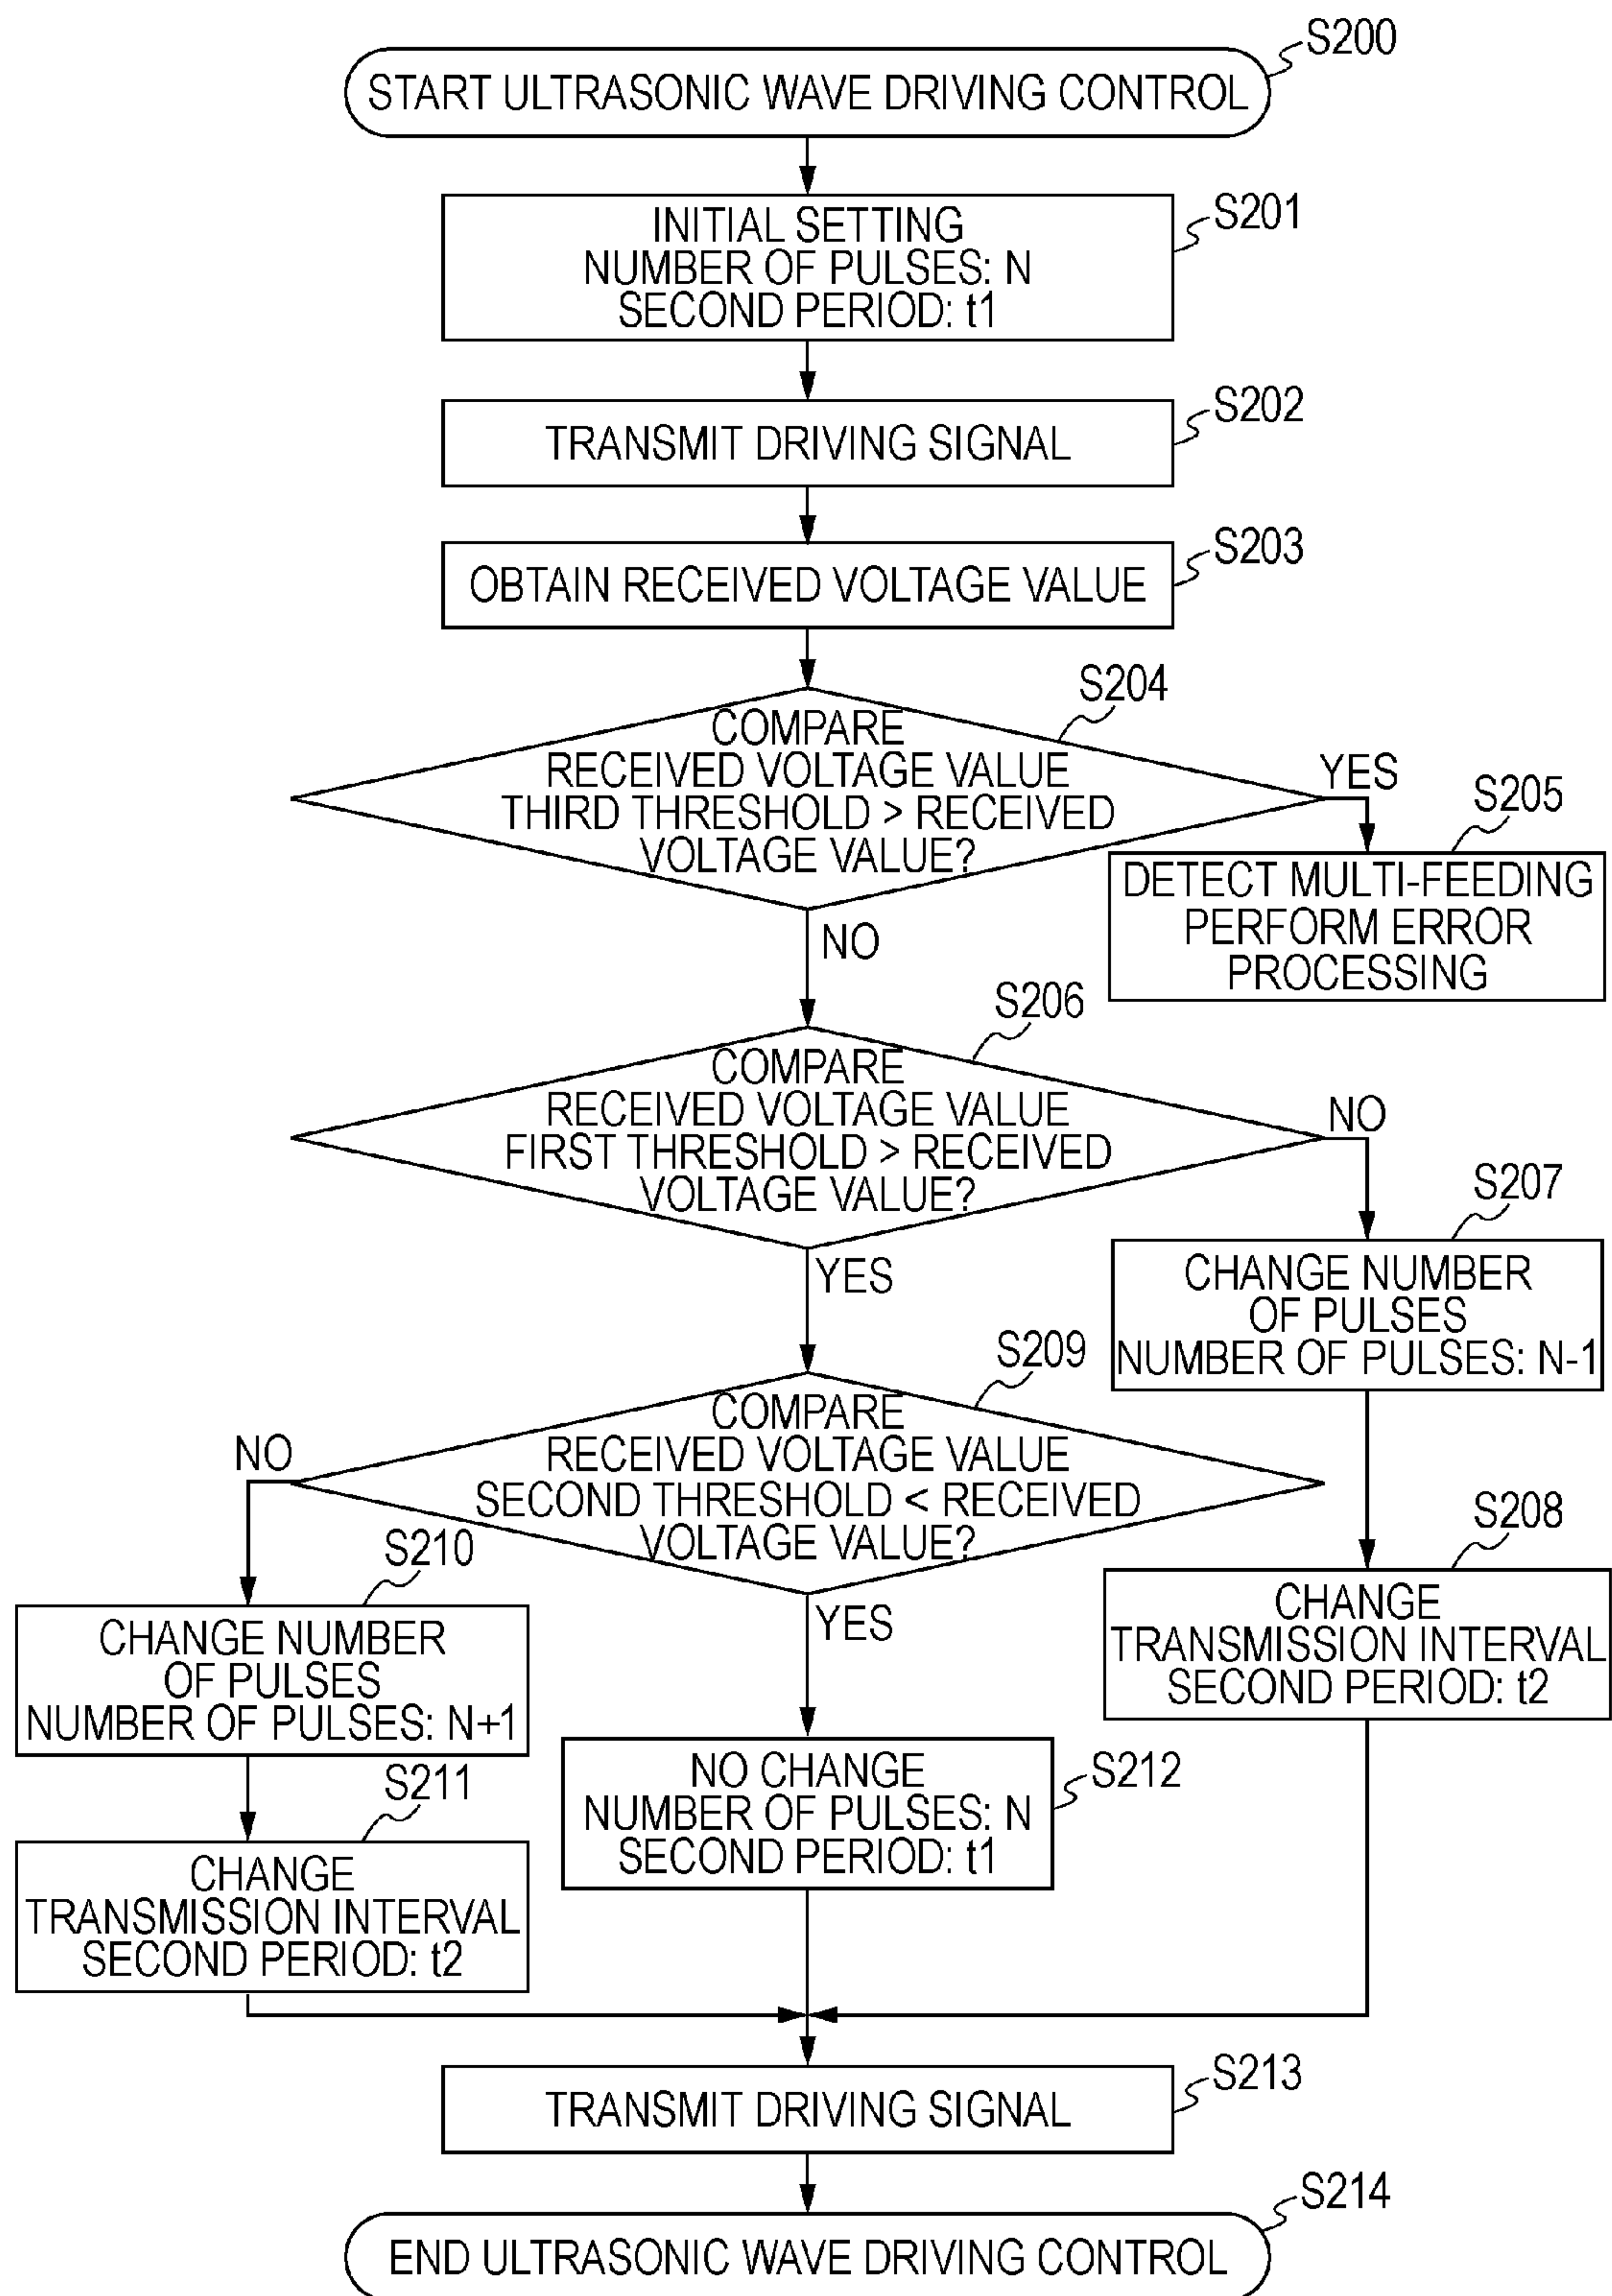 S200
START ULTRASONIC WAVE DRIVING CONTROL
S201
INITIAL SETTING
NUMBER OF PULSES: N
SECOND PERIOD: t1
S202
TRANSMIT DRIVING SIGNAL
S203
OBTAIN RECEIVED VOLTAGE VALUE
S204
COMPARE
RECEIVED VOLTAGE VALUE
THIRD THRESHOLD > RECEIVED
VOLTAGE VALUE?
YES
S205
DETECT MULTI-FEEDING
PERFORM ERROR
PROCESSING
NO
S206
COMPARE
RECEIVED VOLTAGE VALUE
FIRST THRESHOLD > RECEIVED
VOLTAGE VALUE?
NO
S207
CHANGE NUMBER
OF PULSES
NUMBER OF PULSES: N-1
YES
S209
COMPARE
RECEIVED VOLTAGE VALUE
SECOND THRESHOLD < RECEIVED
VOLTAGE VALUE?
NO
S208
CHANGE
TRANSMISSION INTERVAL
SECOND PERIOD: t2
S210
CHANGE NUMBER
OF PULSES
NUMBER OF PULSES: N+1
YES
S211
CHANGE
TRANSMISSION INTERVAL
SECOND PERIOD: t2
S212
NO CHANGE
NUMBER OF PULSES: N
SECOND PERIOD: t1
S213
TRANSMIT DRIVING SIGNAL
S214
END ULTRASONIC WAVE DRIVING CONTROL